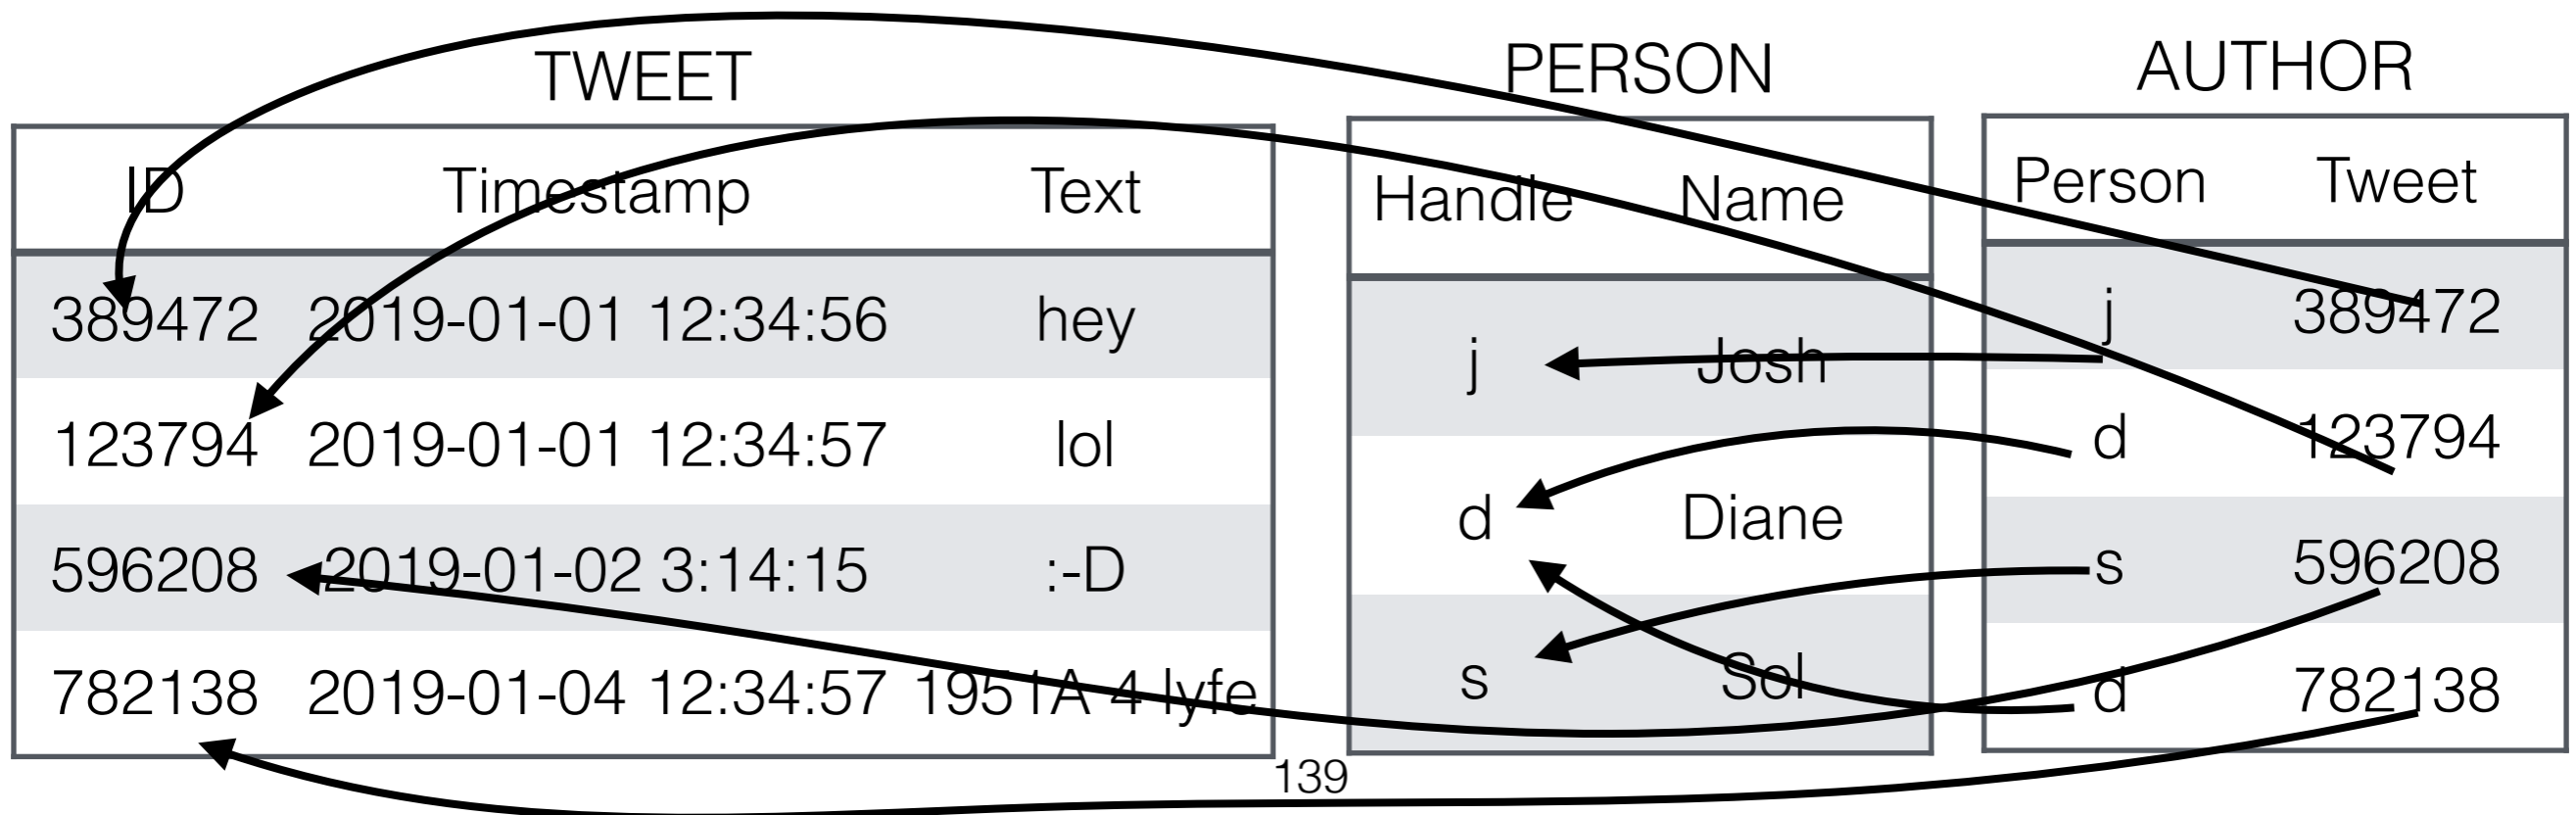 TWEET
ID Timestamp Text
389472 2019-01-01 12:34:56 hey
123794 2019-01-01 12:34:57 lol
596208 2019-01-02 3:14:15 :-D
782138 2019-01-04 12:34:57 1951A 4 lyfe
PERSON
Handle Name
j Josh
d Diane
s Sol
AUTHOR
Person Tweet
j 389472
d 123794
s 596208
d 782138
139